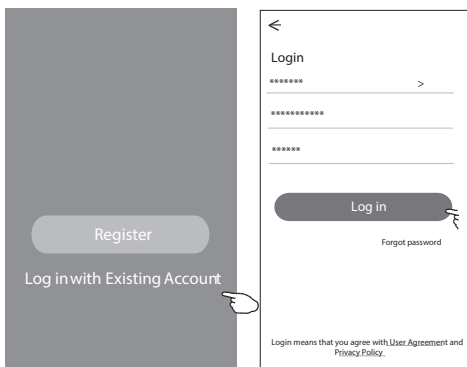 Register
Log in with Existing Account
Login
*******
>
***********
******
Log in
Forgot password
Login means that you agree with User Agreement and
Privacy Policy